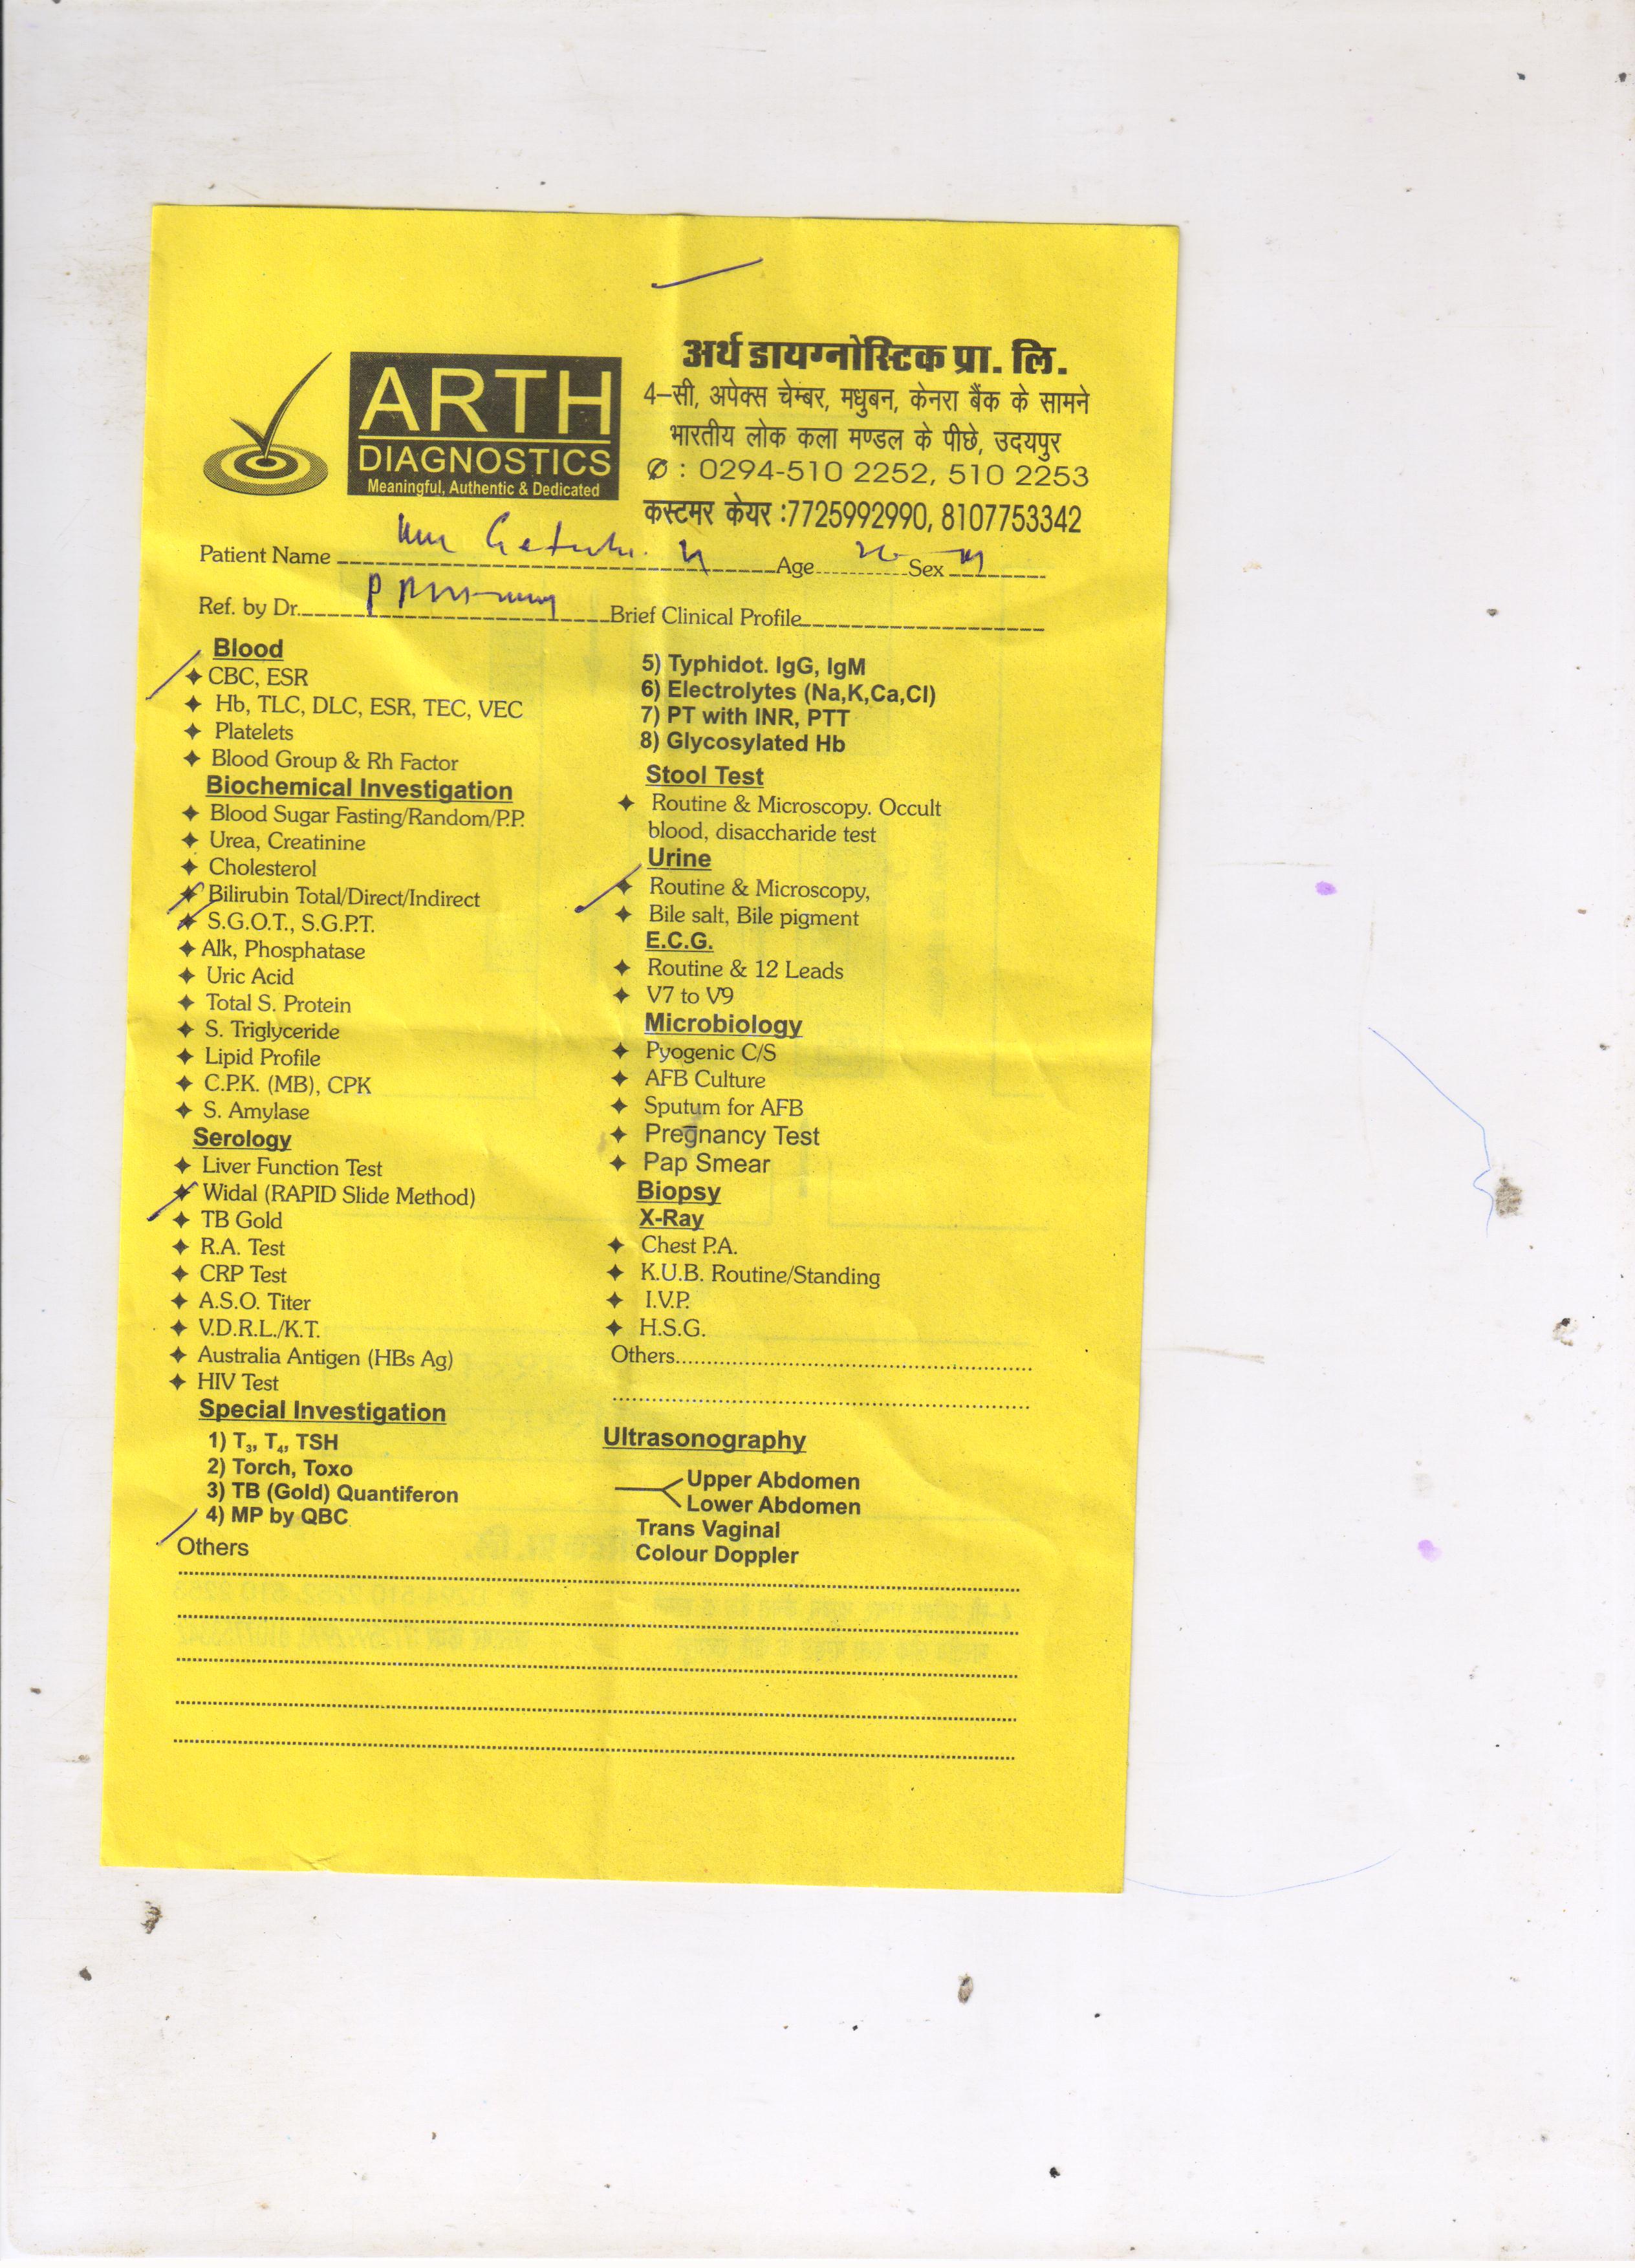 ARTH
DIAGNOSTICS
Meaningful, Authentic & Dedicated
अर्थ डायग्नोस्टिक प्रा. लि.
4-सी, अपेक्स चेम्बर, मधुबन, केनरा बैंक के सामने
भारतीय लोक कला मण्डल के पीछे, उदयपुर
✆ : 0294-510 2252, 510 2253
कस्टमर केयर :7725992990, 8107753342
Patient Name Age Sex
Ref. by Dr. Brief Clinical Profile
Blood
CBC, ESR
Hb, TLC, DLC, ESR, TEC, VEC
Platelets
Blood Group & Rh Factor
Biochemical Investigation
Blood Sugar Fasting/Random/P.P.
Urea, Creatinine
Cholesterol
Bilirubin Total/Direct/Indirect
S.G.O.T., S.G.P.T.
Alk, Phosphatase
Uric Acid
Total S. Protein
S. Triglyceride
Lipid Profile
C.P.K. (MB), CPK
S. Amylase
Serology
Liver Function Test
Widal (RAPID Slide Method)
TB Gold
R.A. Test
CRP Test
A.S.O. Titer
V.D.R.L./K.T.
Australia Antigen (HBs Ag)
HIV Test
Special Investigation
1) T3, T4, TSH
2) Torch, Toxo
3) TB (Gold) Quantiferon
4) MP by QBC
Others
5) Typhidot. IgG, IgM
6) Electrolytes (Na,K,Ca,Cl)
7) PT with INR, PTT
8) Glycosylated Hb
Stool Test
Routine & Microscopy. Occult
blood, disaccharide test
Urine
Routine & Microscopy,
Bile salt, Bile pigment
E.C.G.
Routine & 12 Leads
V7 to V9
Microbiology
Pyogenic C/S
AFB Culture
Sputum for AFB
Pregnancy Test
Pap Smear
Biopsy
X-Ray
Chest P.A.
K.U.B. Routine/Standing
I.V.P.
H.S.G.
Others
Ultrasonography
Upper Abdomen
Lower Abdomen
Trans Vaginal
Colour Doppler